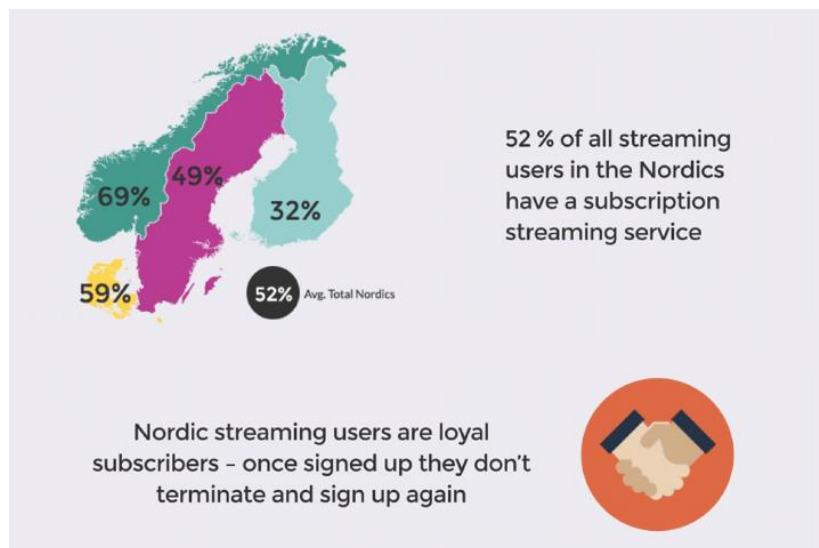 69%
49%
32%
59%
52%
Avg. Total Nordics
52 % of all streaming
users in the Nordics
have a subscription
streaming service
Nordic streaming users are loyal
subscribers – once signed up they don't
terminate and sign up again